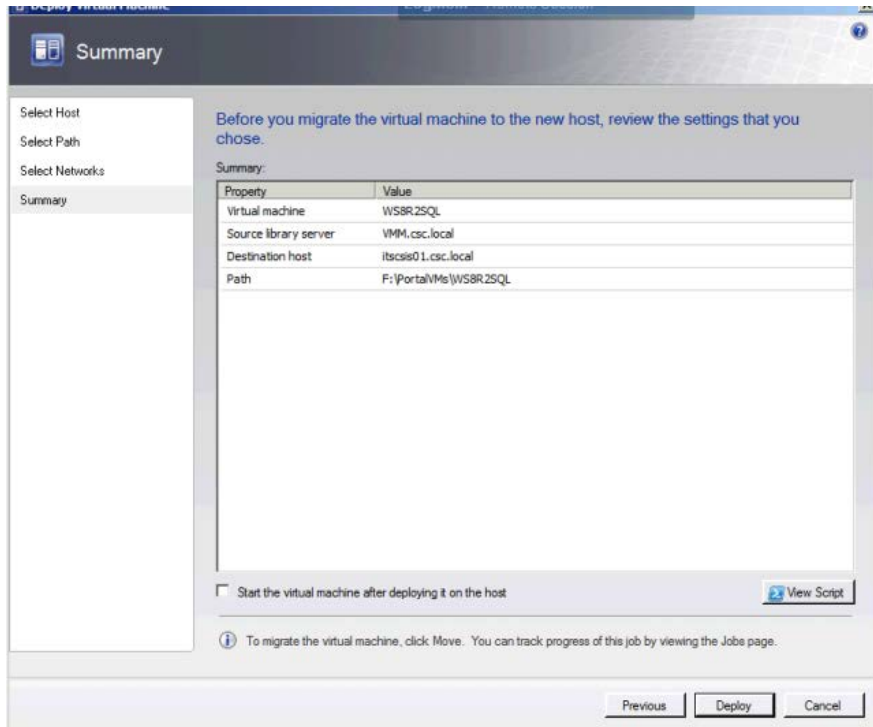 Deploy Virtual Machine
Summary
Select Host
Select Path
Select Networks
Summary
Before you migrate the virtual machine to the new host, review the settings that you
chose.
Summary:
Property Value
Virtual machine WS8R2SQL
Source library server VMM.csc.local
Destination host itscsis01.csc.local
Path F:\PortalVMs\WS8R2SQL
Start the virtual machine after deploying it on the host
View Script
To migrate the virtual machine, click Move. You can track progress of this job by viewing the Jobs page.
Previous Deploy Cancel